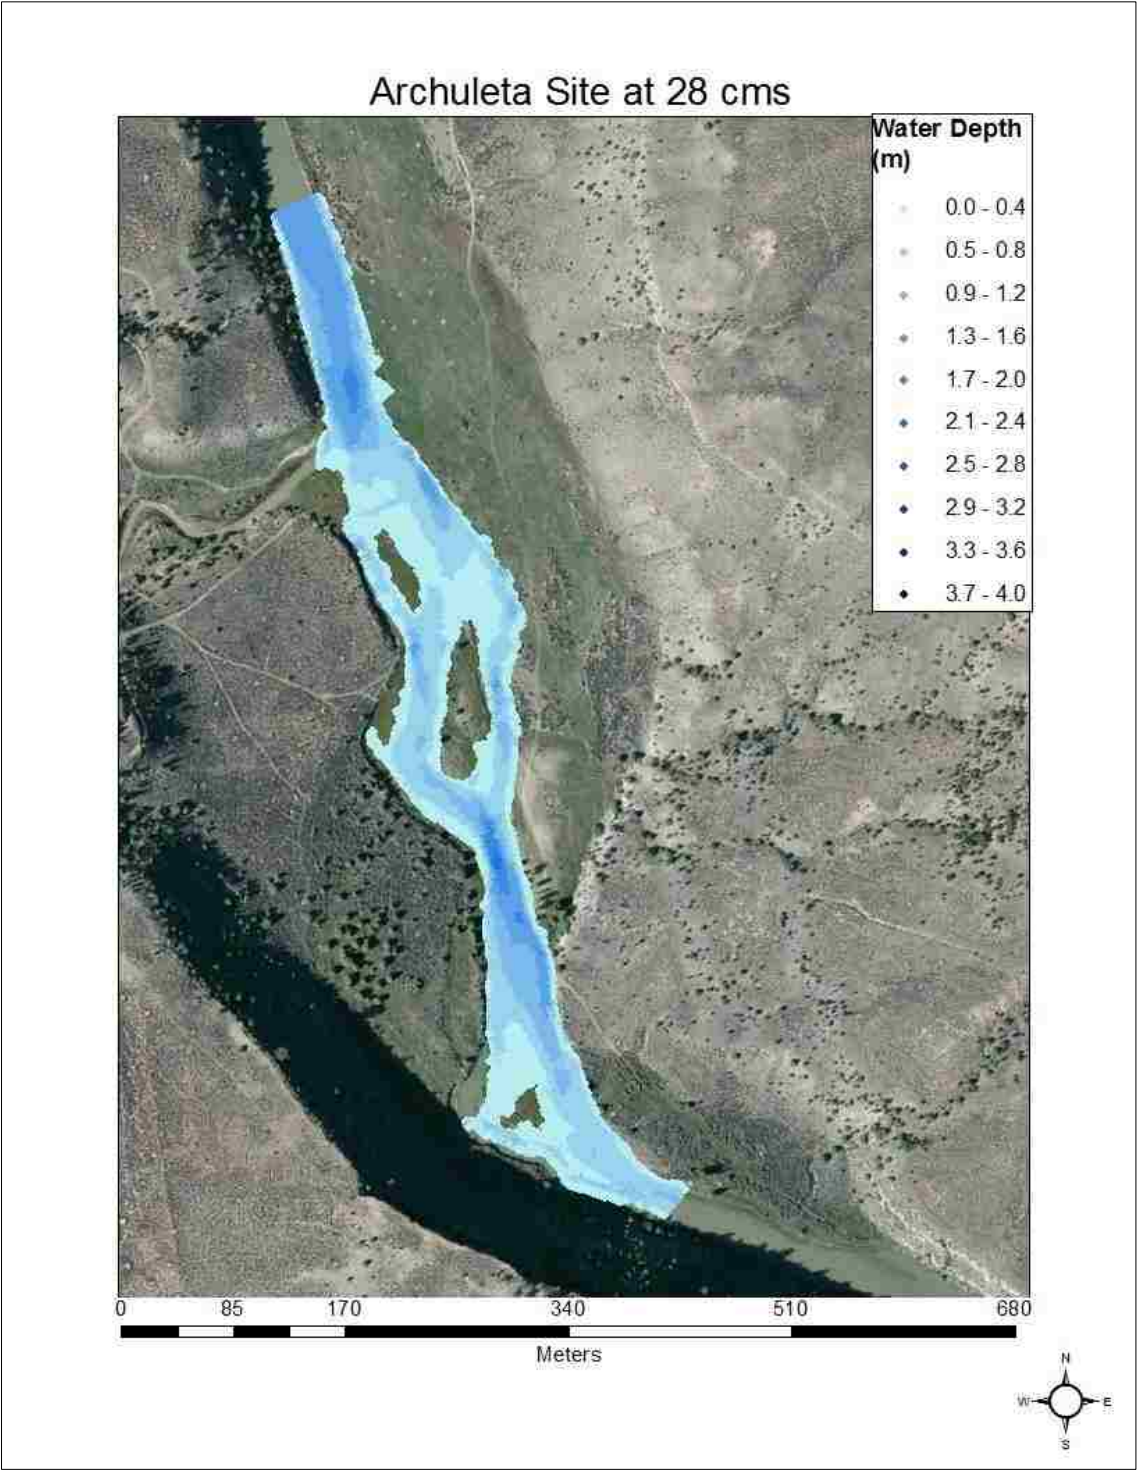 Archuleta Site at 28 cms
Water Depth
(m)
0.0 - 0.4
0.5 - 0.8
0.9 - 1.2
1.3 - 1.6
1.7 - 2.0
2.1 - 2.4
2.5 - 2.8
2.9 - 3.2
3.3 - 3.6
3.7 - 4.0
0 85 170 340 510 680
Meters
N
W E
S